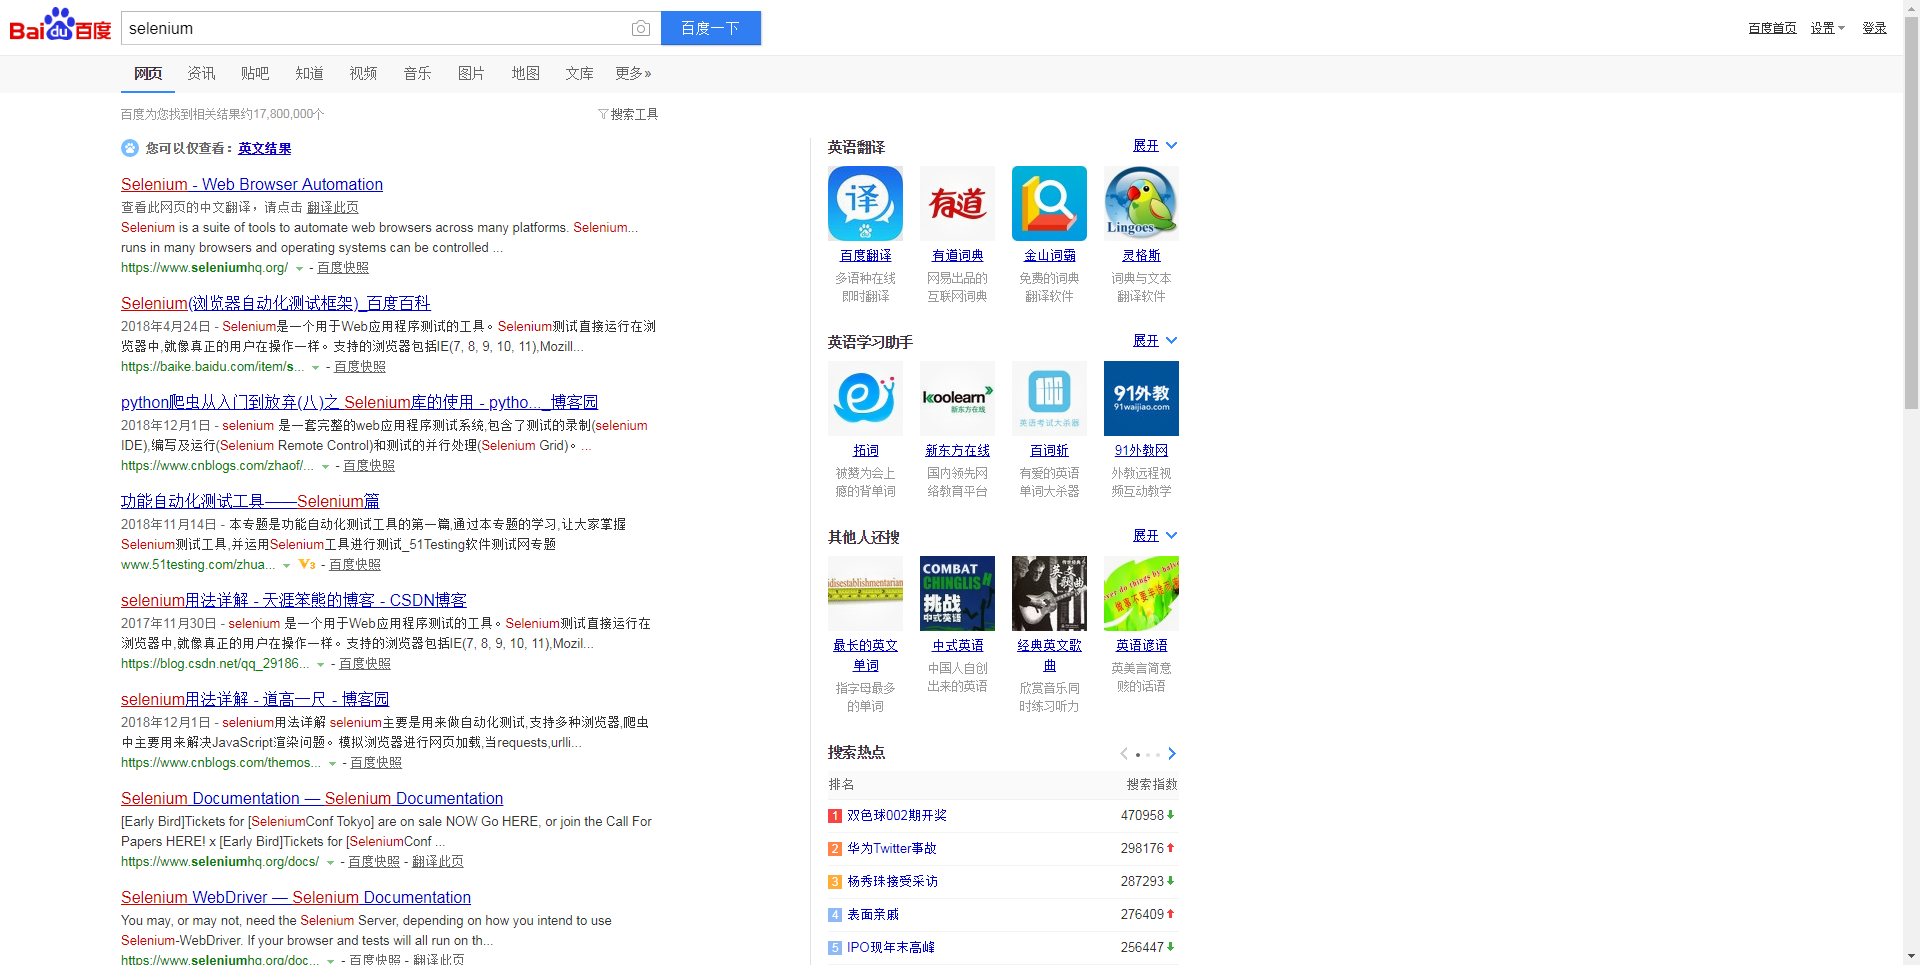 Baidu百度
selenium
百度一下
百度首页 设置 登录
网页 资讯 贴吧 知道 视频 音乐 图片 地图 文库 更多»
百度为您找到相关结果约17,800,000个
搜索工具
您可以仅查看：英文结果
Selenium - Web Browser Automation
查看此网页的中文翻译，请点击 翻译此页
Selenium is a suite of tools to automate web browsers across many platforms. Selenium...
runs in many browsers and operating systems can be controlled ...
https://www.seleniumhq.org/ - 百度快照
Selenium(浏览器自动化测试框架)_百度百科
2018年4月24日 - Selenium是一个用于Web应用程序测试的工具。Selenium测试直接运行在浏
览器中,就像真正的用户在操作一样。支持的浏览器包括IE(7, 8, 9, 10, 11),Mozill...
https://baike.baidu.com/item/s... - 百度快照
python爬虫从入门到放弃(八)之 Selenium库的使用 - pytho..._博客园
2018年12月1日 - selenium 是一套完整的web应用程序测试系统,包含了测试的录制(selenium
IDE),编写及运行(Selenium Remote Control)和测试的并行处理(Selenium Grid)。...
https://www.cnblogs.com/zhaof/... - 百度快照
功能自动化测试工具——Selenium篇
2018年11月14日 - 本专题是功能自动化测试工具的第一篇,通过本专题的学习,让大家掌握
Selenium测试工具,并运用Selenium工具进行测试_51Testing软件测试网专题
www.51testing.com/zhua... V3 - 百度快照
selenium用法详解 - 天涯笨熊的博客 - CSDN博客
2017年11月30日 - selenium 是一个用于Web应用程序测试的工具。Selenium测试直接运行在
浏览器中,就像真正的用户在操作一样。支持的浏览器包括IE(7, 8, 9, 10, 11),Mozil...
https://blog.csdn.net/qq_29186... - 百度快照
selenium用法详解 - 道高一尺 - 博客园
2018年12月1日 - selenium用法详解 selenium主要是用来做自动化测试,支持多种浏览器,爬虫
中主要用来解决JavaScript渲染问题。模拟浏览器进行网页加载,当requests,urlli...
https://www.cnblogs.com/themos... - 百度快照
Selenium Documentation — Selenium Documentation
[Early Bird]Tickets for [SeleniumConf Tokyo] are on sale NOW Go HERE, or join the Call For
Papers HERE! x [Early Bird]Tickets for [SeleniumConf ...
https://www.seleniumhq.org/docs/ - 百度快照 - 翻译此页
Selenium WebDriver — Selenium Documentation
You may, or may not, need the Selenium Server, depending on how you intend to use
Selenium-WebDriver. If your browser and tests will all run on th...
https://www.seleniumhq.org/doc... - 百度快照 - 翻译此页
英语翻译 展开
译 有道 Lingoes
百度翻译 有道词典 金山词霸 灵格斯
多语种在线 网易出品的 免费的词典 词典与文本
即时翻译 互联网词典 翻译软件 翻译软件
英语学习助手 展开
koolearn 新东方在线
英语考试大杀器
91外教
91waijiao.com
拓词 新东方在线 百词斩 91外教网
被赞为会上 国内领先网 有爱的英语 外教远程视
瘾的背单词 络教育平台 单词大杀器 频互动教学
其他人还搜 展开
idisestablishmentarian
COMBAT
CHINGLISH
挑战
中式英语
英文
歌曲
ver do things by halve
做事不要半途而
最长的英文 中式英语 经典英文歌 英语谚语
单词 中国人自创 曲 英美言简意
出来的英语 赅的话语
指字母最多 欣赏音乐同
的单词 时练习听力
搜索热点
排名 搜索指数
1 双色球002期开奖 470958
2 华为Twitter事故 298176
3 杨秀珠接受采访 287293
4 表面亲戚 276409
5 IPO现年末高峰 256447